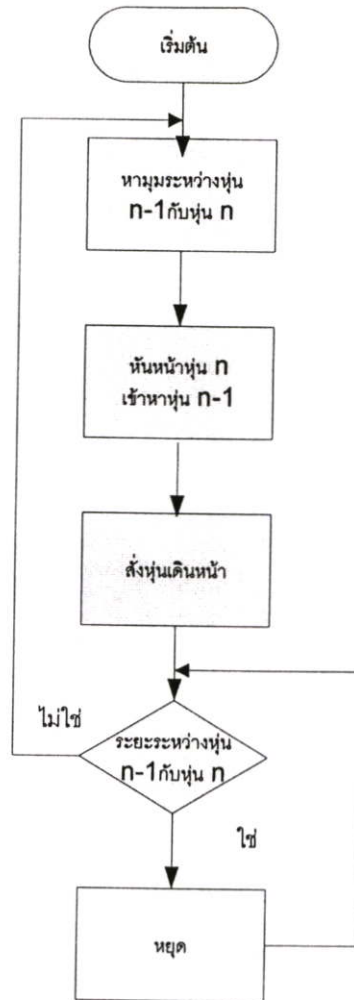 เริ่มต้น
หามุมระหว่างหุ่น
n-1กับหุ่น n
หันหน้าหุ่น n
เข้าหาหุ่น n-1
สั่งหุ่นเดินหน้า
ไม่ใช่
ระยะระหว่างหุ่น
n-1กับหุ่น n
ใช่
หยุด